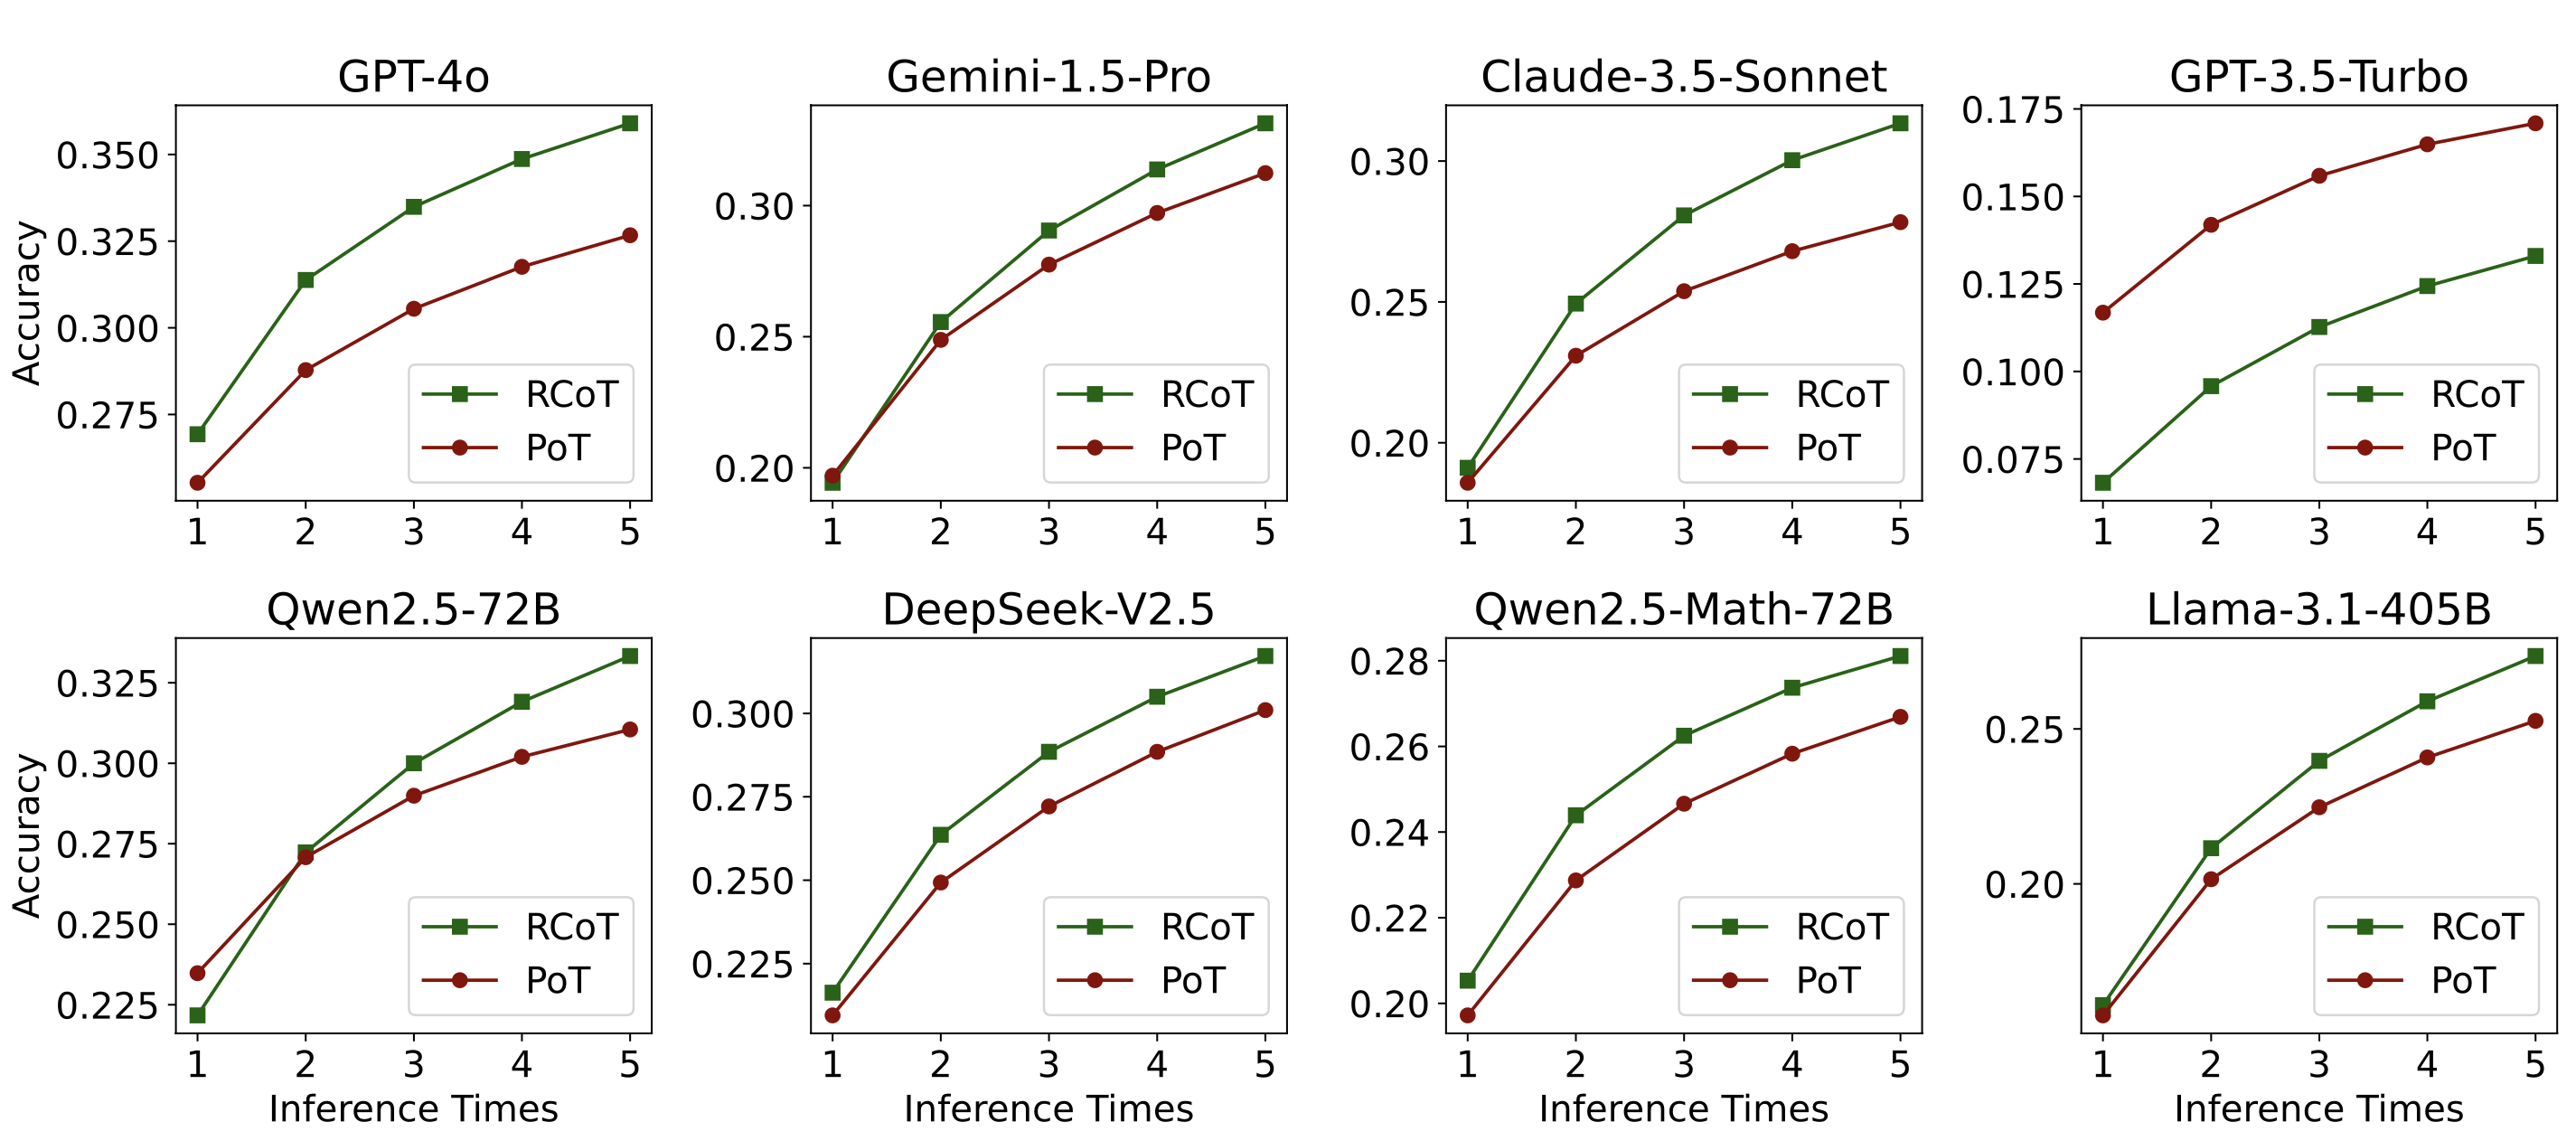 GPT-4o
Accuracy
0.350
0.325
0.300
0.275
1 2 3 4 5
RCoT
PoT
Gemini-1.5-Pro
0.30
0.25
0.20
1 2 3 4 5
RCoT
PoT
Claude-3.5-Sonnet
0.30
0.25
0.20
1 2 3 4 5
RCoT
PoT
GPT-3.5-Turbo
0.175
0.150
0.125
0.100
0.075
1 2 3 4 5
RCoT
PoT
Qwen2.5-72B
Accuracy
0.325
0.300
0.275
0.250
0.225
1 2 3 4 5
Inference Times
RCoT
PoT
DeepSeek-V2.5
0.300
0.275
0.250
0.225
1 2 3 4 5
Inference Times
RCoT
PoT
Qwen2.5-Math-72B
0.28
0.26
0.24
0.22
0.20
1 2 3 4 5
Inference Times
RCoT
PoT
Llama-3.1-405B
0.25
0.20
1 2 3 4 5
Inference Times
RCoT
PoT